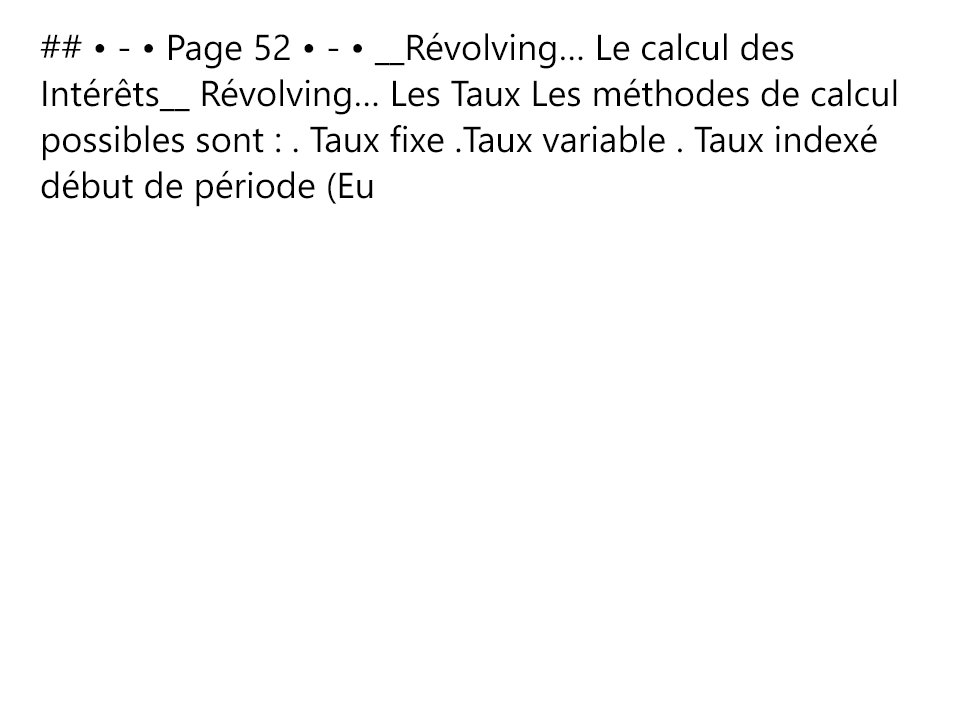 ## • - • Page 52 • - • __Révolving... Le calcul des
Intérêts__ Révolving... Les Taux Les méthodes de calcul
possibles sont : . Taux fixe .Taux variable . Taux indexé
début de période (Eu